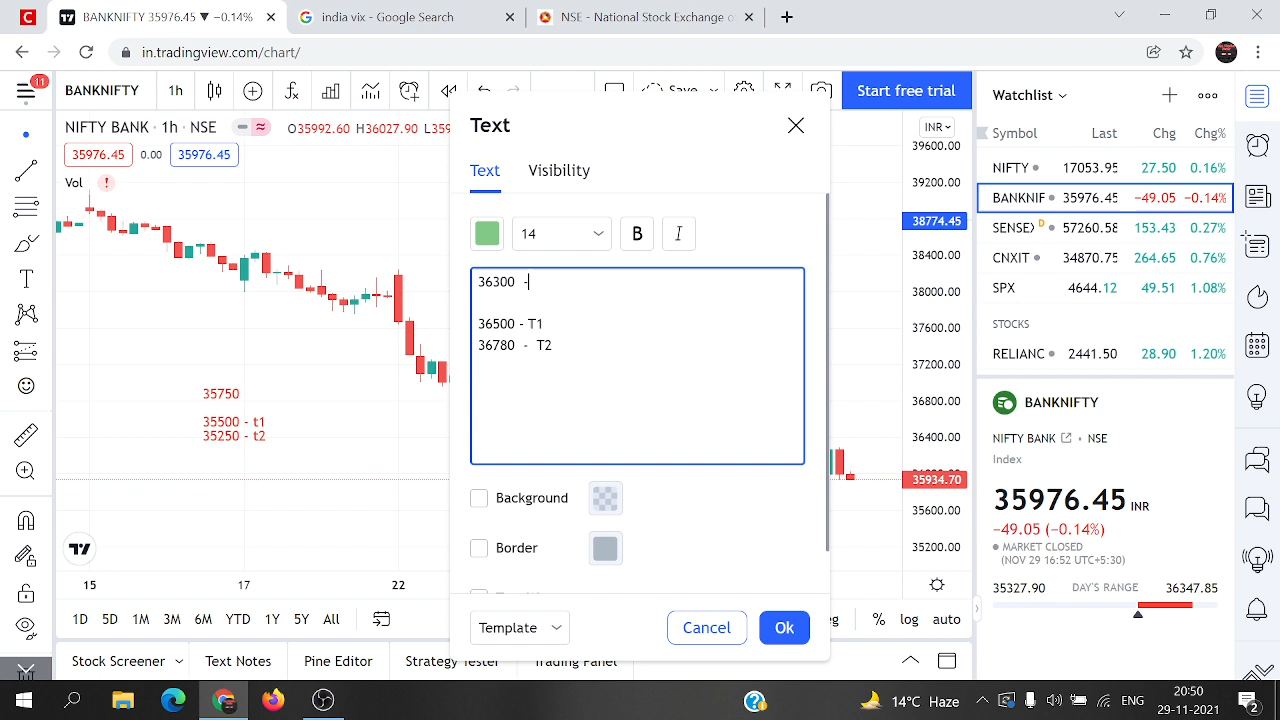 BANKNIFTY 35976.45 ▼ −0.14%
India vix - Google Search
NSE - National Stock Exchange
in.tradingview.com/chart/
11
BANKNIFTY
1h
Save
Start free trial
NIFTY BANK · 1h · NSE
O35992.60 H36027.90 L359
35976.45
0.00
35976.45
Vol
35750
35500 - t1
35250 - t2
15
17
22
Text
Text
Visibility
14
B
I
36300 -
36500 - T1
36780 - T2
Background
Border
Template
Cancel
Ok
INR
39600.00
39200.00
38774.45
38400.00
38000.00
37600.00
37200.00
36800.00
36400.00
35934.70
35600.00
35200.00
1D
5D
1M
3M
6M
YTD
1Y
5Y
All
%
log
auto
Stock Screener
Text Notes
Pine Editor
Strategy Tester
Trading Panel
Watchlist
Symbol Last Chg Chg%
NIFTY 17053.95 27.50 0.16%
BANKNIF 35976.45 −49.05 −0.14%
SENSEX D 57260.58 153.43 0.27%
CNXIT 34870.75 264.65 0.76%
SPX 4644.12 49.51 1.08%
STOCKS
RELIANC 2441.50 28.90 1.20%
BANKNIFTY
NIFTY BANK · NSE
Index
35976.45 INR
−49.05 (−0.14%)
MARKET CLOSED
(NOV 29 16:52 UTC+5:30)
35327.90 DAY'S RANGE 36347.85
14°C Haze
ENG
20:50
29-11-2021
2